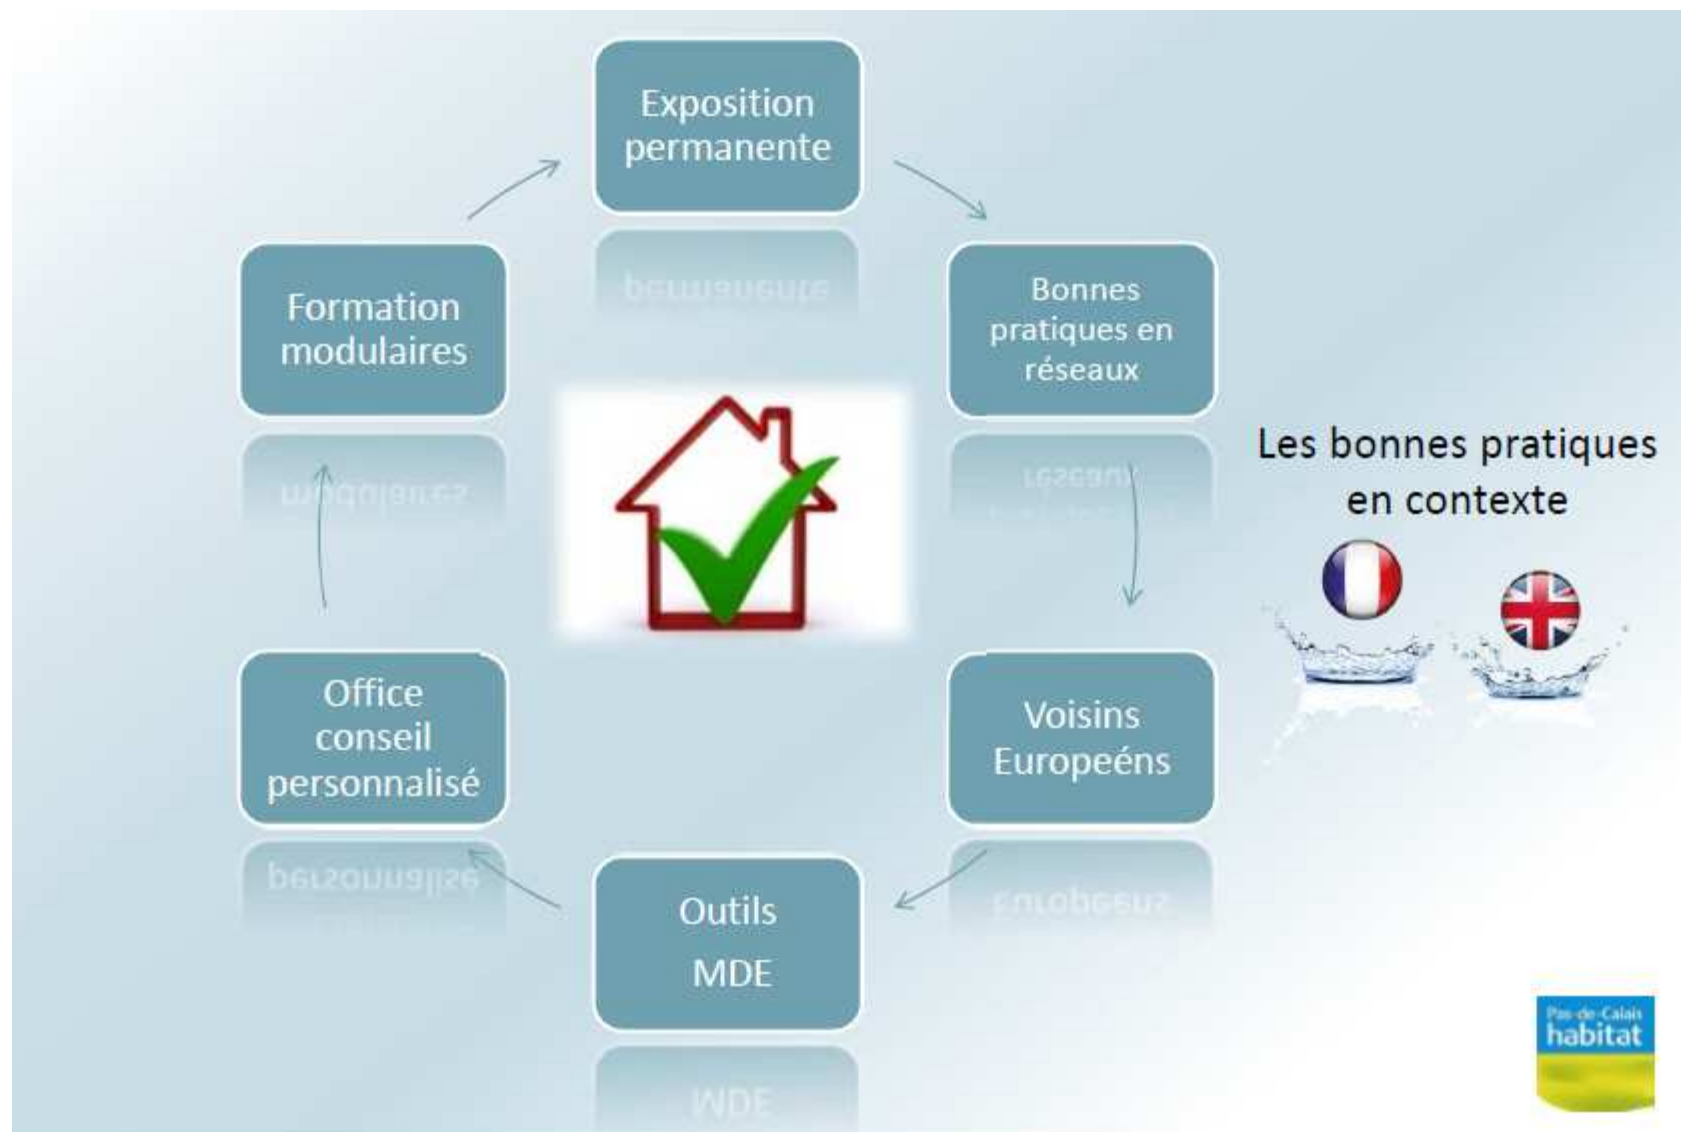 Exposition
permanente
Bonnes
pratiques en
réseaux
Voisins
Europeéns
Outils
MDE
Office
conseil
personnalisé
Formation
modulaires
Les bonnes pratiques
en contexte
Pas-de-Calais
habitat